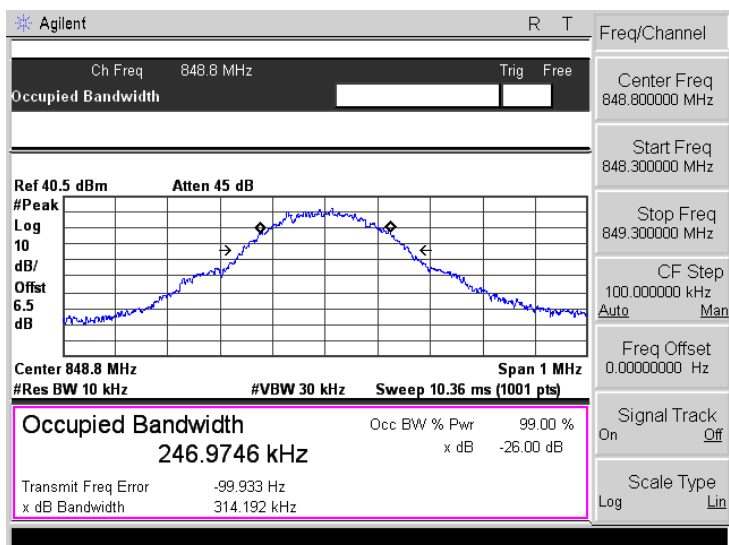 Agilent R T
Ch Freq 848.8 MHz Trig Free
Occupied Bandwidth
Ref 40.5 dBm Atten 45 dB
#Peak
Log
10
dB/
Offst
6.5
dB
Center 848.8 MHz Span 1 MHz
#Res BW 10 kHz #VBW 30 kHz Sweep 10.36 ms (1001 pts)
Occupied Bandwidth Occ BW % Pwr 99.00 %
246.9746 kHz x dB -26.00 dB
Transmit Freq Error -99.933 Hz
x dB Bandwidth 314.192 kHz
Freq/Channel
Center Freq
848.800000 MHz
Start Freq
848.300000 MHz
Stop Freq
849.300000 MHz
CF Step
100.000000 kHz
Auto Man
Freq Offset
0.00000000 Hz
Signal Track
On Off
Scale Type
Log Lin